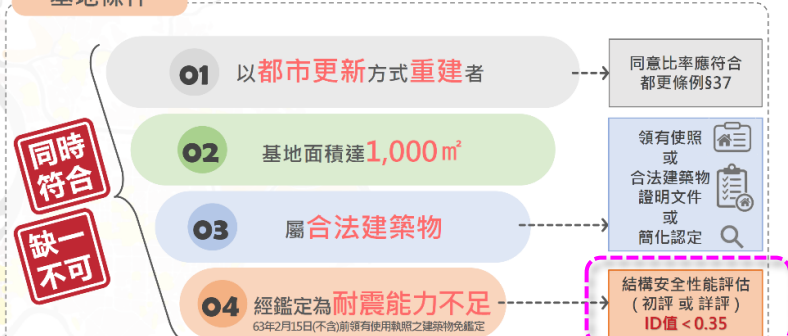 基地條件
同時
符合
缺一
不可
01 以都市更新方式重建者
同意比率應符合
都更條例§37
02 基地面積達1,000㎡
03 屬合法建築物
領有使照
或
合法建築物
證明文件
或
簡化認定
04 經鑑定為耐震能力不足
63年2月15日(不含)前領有使用執照之建築物免鑑定
結構安全性能評估
(初評 或 詳評)
ID值<0.35